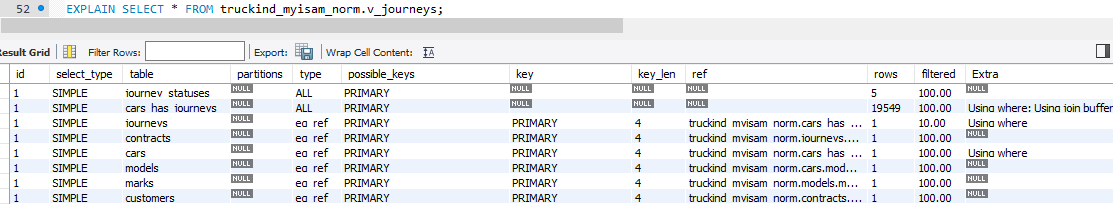 52 EXPLAIN SELECT * FROM truckind_myisam_norm.v_journeys;
Result Grid Filter Rows: Export: Wrap Cell Content: IA
id select_type table partitions type possible_keys key key_len ref rows filtered Extra
1 SIMPLE journey_statuses NULL ALL PRIMARY NULL NULL NULL 5 100.00 NULL
1 SIMPLE cars_has_journeys NULL ALL PRIMARY NULL NULL NULL 19549 100.00 Using where; Using join buffer
1 SIMPLE journeys NULL eq_ref PRIMARY PRIMARY 4 truckind_myisam_norm.cars_has_... 1 10.00 Using where
1 SIMPLE contracts NULL eq_ref PRIMARY PRIMARY 4 truckind_myisam_norm.journeys.... 1 100.00 NULL
1 SIMPLE cars NULL eq_ref PRIMARY PRIMARY 4 truckind_myisam_norm.cars_has_... 1 100.00 Using where
1 SIMPLE models NULL eq_ref PRIMARY PRIMARY 4 truckind_myisam_norm.cars.mod... 1 100.00 NULL
1 SIMPLE marks NULL eq_ref PRIMARY PRIMARY 4 truckind_myisam_norm.models.m... 1 100.00 NULL
1 SIMPLE customers NULL eq_ref PRIMARY PRIMARY 4 truckind_myisam_norm.contracts.... 1 100.00 NULL